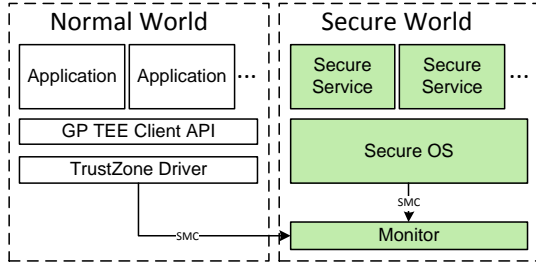 Normal World
Secure World
Application
Application
...
Secure
Service
Secure
Service
...
GP TEE Client API
Secure OS
TrustZone Driver
SMC
SMC
Monitor